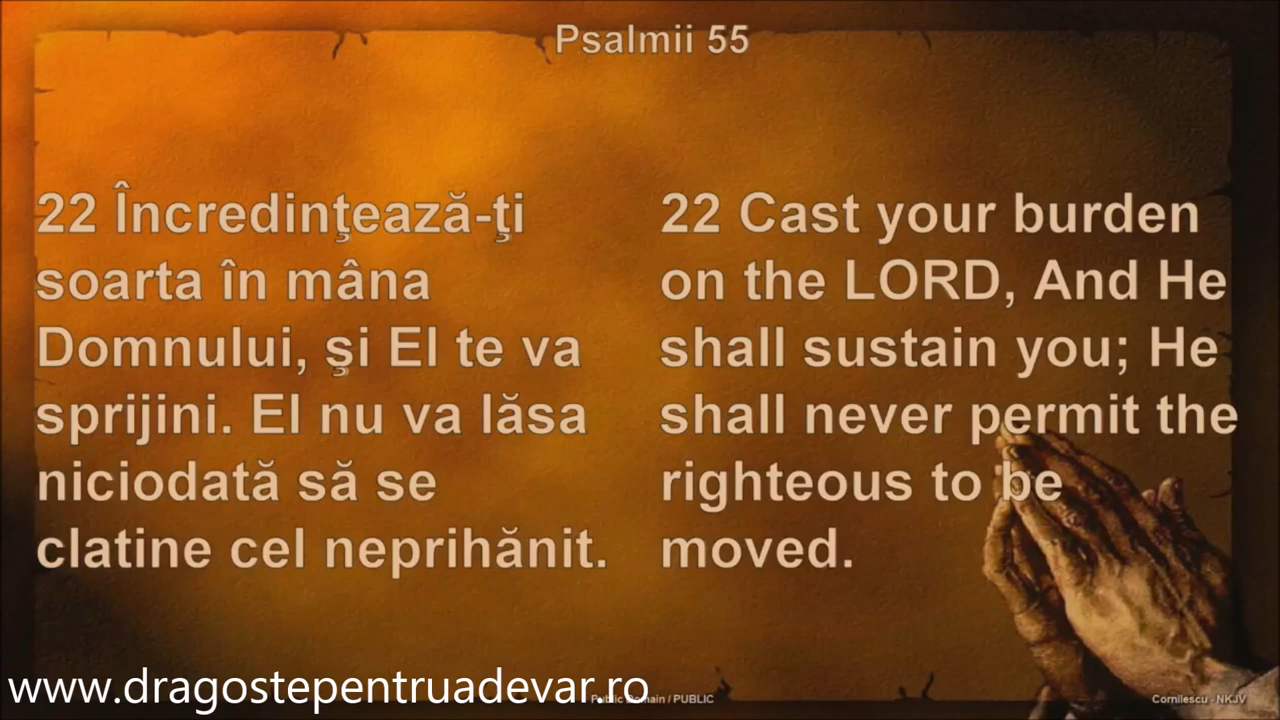 Psalmii 55
22 Încredinţează-ţi
soarta în mâna
Domnului, şi El te va
sprijini. El nu va lăsa
niciodată să se
clatine cel neprihănit.
22 Cast your burden
on the LORD, And He
shall sustain you; He
shall never permit the
righteous to be
moved.
www.dragostepentruadevar.ro
Public Domain / PUBLIC
Cornilescu - NKJV